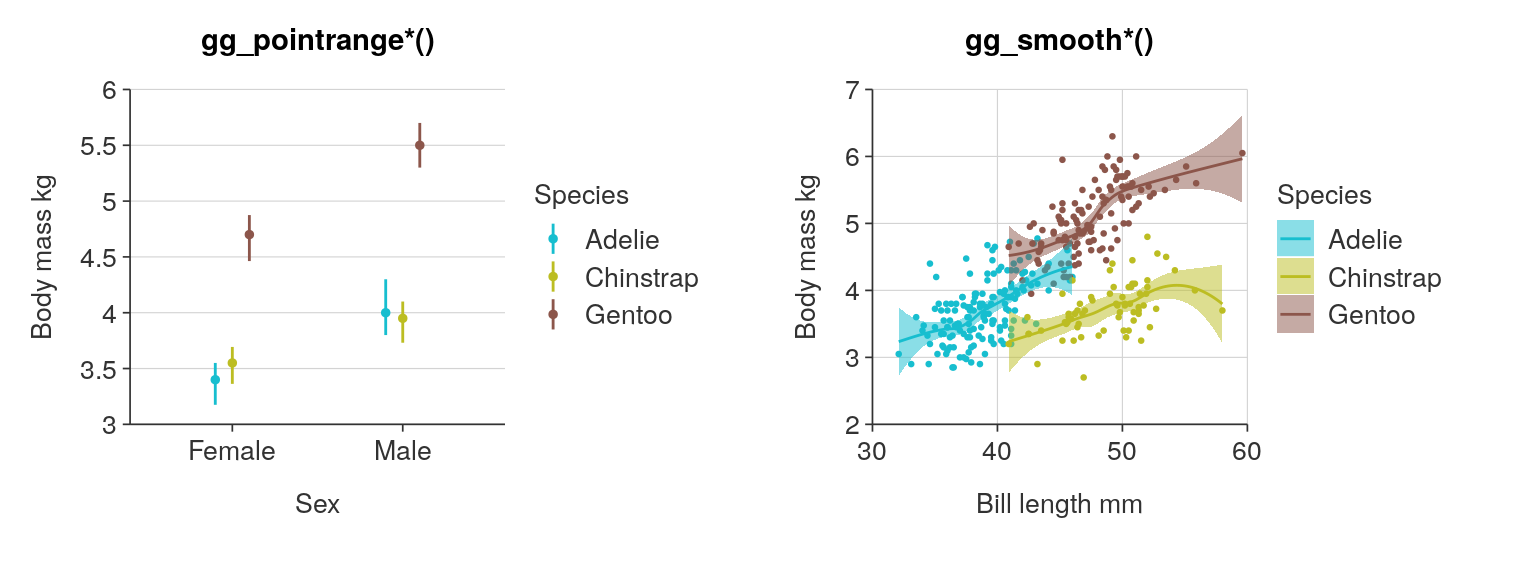 gg_pointrange*()
6
5.5
5
4.5
4
3.5
3
Body mass kg
Female
Male
Sex
Species
Adelie
Chinstrap
Gentoo
gg_smooth*()
7
6
5
4
3
2
Body mass kg
30
40
50
60
Bill length mm
Species
Adelie
Chinstrap
Gentoo